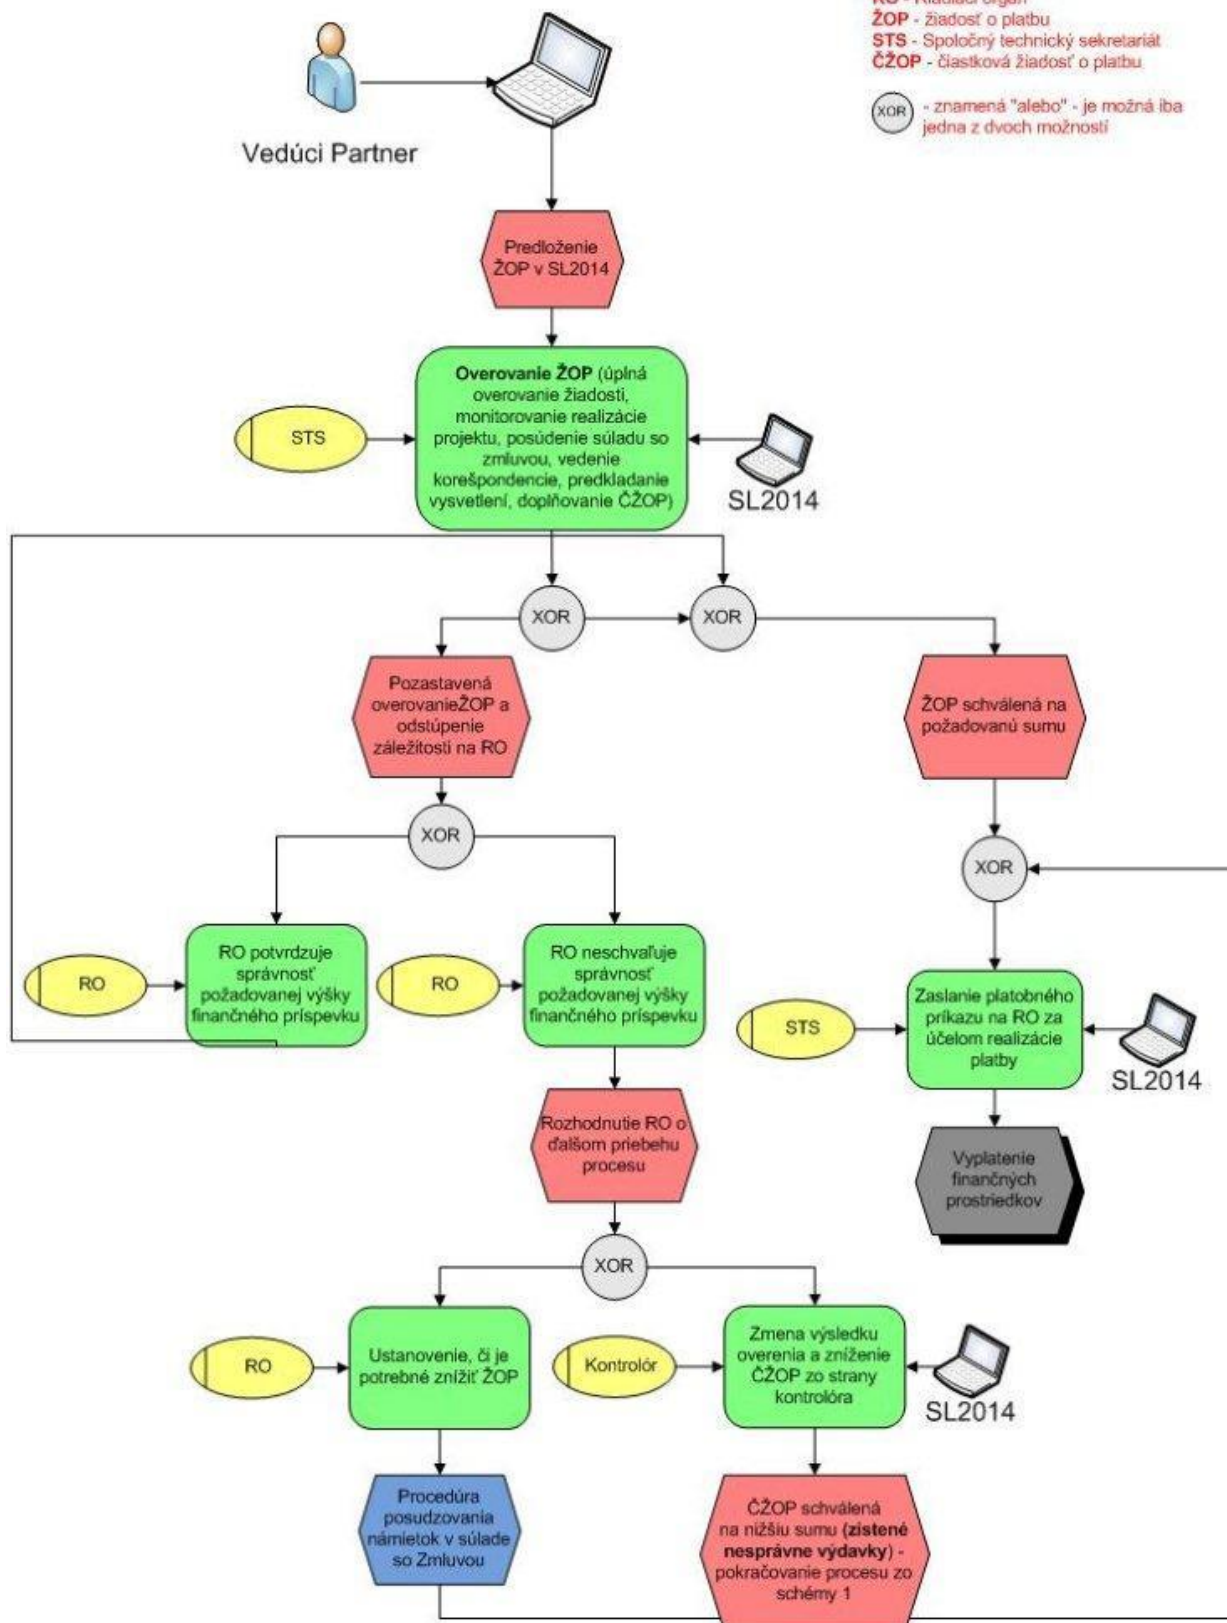 ŽOP - žiadosť o platbu
STS - Spoločný technický sekretariát
ČŽOP - čiastková žiadosť o platbu
XOR
- znamená "alebo" - je možná iba
jedna z dvoch možností
Vedúci Partner
Predloženie
ŽOP v SL2014
Overovanie ŽOP (úplná
overovanie žiadosti,
monitorovanie realizácie
projektu, posúdenie súladu so
zmluvou, vedenie
korešpondencie, predkladanie
vysvetlení, doplňovanie ČŽOP)
STS
SL2014
XOR
XOR
Pozastavená
overovanieŽOP a
odstúpenie
záležitosti na RO
ŽOP schválená na
požadovanú sumu
XOR
XOR
RO
RO potvrdzuje
správnosť
požadovanej výšky
finančného príspevku
RO
RO neschvaľuje
správnosť
požadovanej výšky
finančného príspevku
STS
Zaslanie platobného
príkazu na RO za
účelom realizácie
platby
SL2014
Rozhodnutie RO o
ďalšom priebehu
procesu
Vyplatenie
finančných
prostriedkov
XOR
RO
Ustanovenie, či je
potrebné znížiť ŽOP
Kontrolór
Zmena výsledku
overenia a zníženie
ČŽOP zo strany
kontrolóra
SL2014
Procedúra
posudzovania
námietok v súlade
so Zmluvou
ČŽOP schválená
na nižšiu sumu (zistené
nesprávne výdavky) -
pokračovanie procesu zo
schémy 1